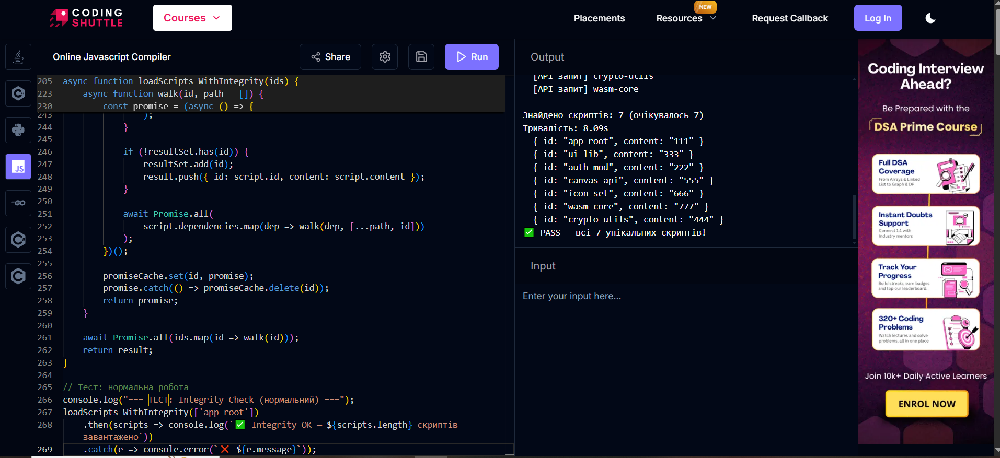 CODING
SHUTTLE
Courses
Placements
Resources
NEW
Request Callback
Log In
Online Javascript Compiler
Share
Run
205 async function loadScripts_WithIntegrity(ids) {
223 async function walk(id, path = []) {
230 const promise = (async () => {
243 );
244 }
245
246 if (!resultSet.has(id)) {
247 resultSet.add(id);
248 result.push({ id: script.id, content: script.content });
249 }
250
251 await Promise.all(
252 script.dependencies.map(dep => walk(dep, [...path, id]))
253 );
254 })();
255
256 promiseCache.set(id, promise);
257 promise.catch(() => promiseCache.delete(id));
258 return promise;
259 }
260
261 await Promise.all(ids.map(id => walk(id)));
262 return result;
263 }
264
265 // Тест: нормальна робота
266 console.log("=== ТЕСТ: Integrity Check (нормальний) ===");
267 loadScripts_WithIntegrity(['app-root'])
268 .then(scripts => console.log(`✅ Integrity OK — ${scripts.length} скриптів
завантажено`))
269 .catch(e => console.error(`❌ ${e.message}`));
JS
GO
Output
[API запит] crypto-utils
[API запит] wasm-core
Знайдено скриптів: 7 (очікувалось 7)
Тривалість: 8.09s
{ id: "app-root", content: "111" }
{ id: "ui-lib", content: "333" }
{ id: "auth-mod", content: "222" }
{ id: "canvas-api", content: "555" }
{ id: "icon-set", content: "666" }
{ id: "wasm-core", content: "777" }
{ id: "crypto-utils", content: "444" }
✅ PASS — всі 7 унікальних скриптів!
Input
Enter your input here...
Coding Interview
Ahead?
Be Prepared with the
DSA Prime Course
Full DSA
Coverage
From Arrays & Linked
List to Graph & DP
Instant Doubts
Support
Connect 1:1 with
Industry mentors
Track Your
Progress
Build streaks, earn badges
and top our leaderboard.
320+ Coding
Problems
Watch lectures and solve
problems, all in one place
Join 10k+ Daily Active Learners
ENROL NOW